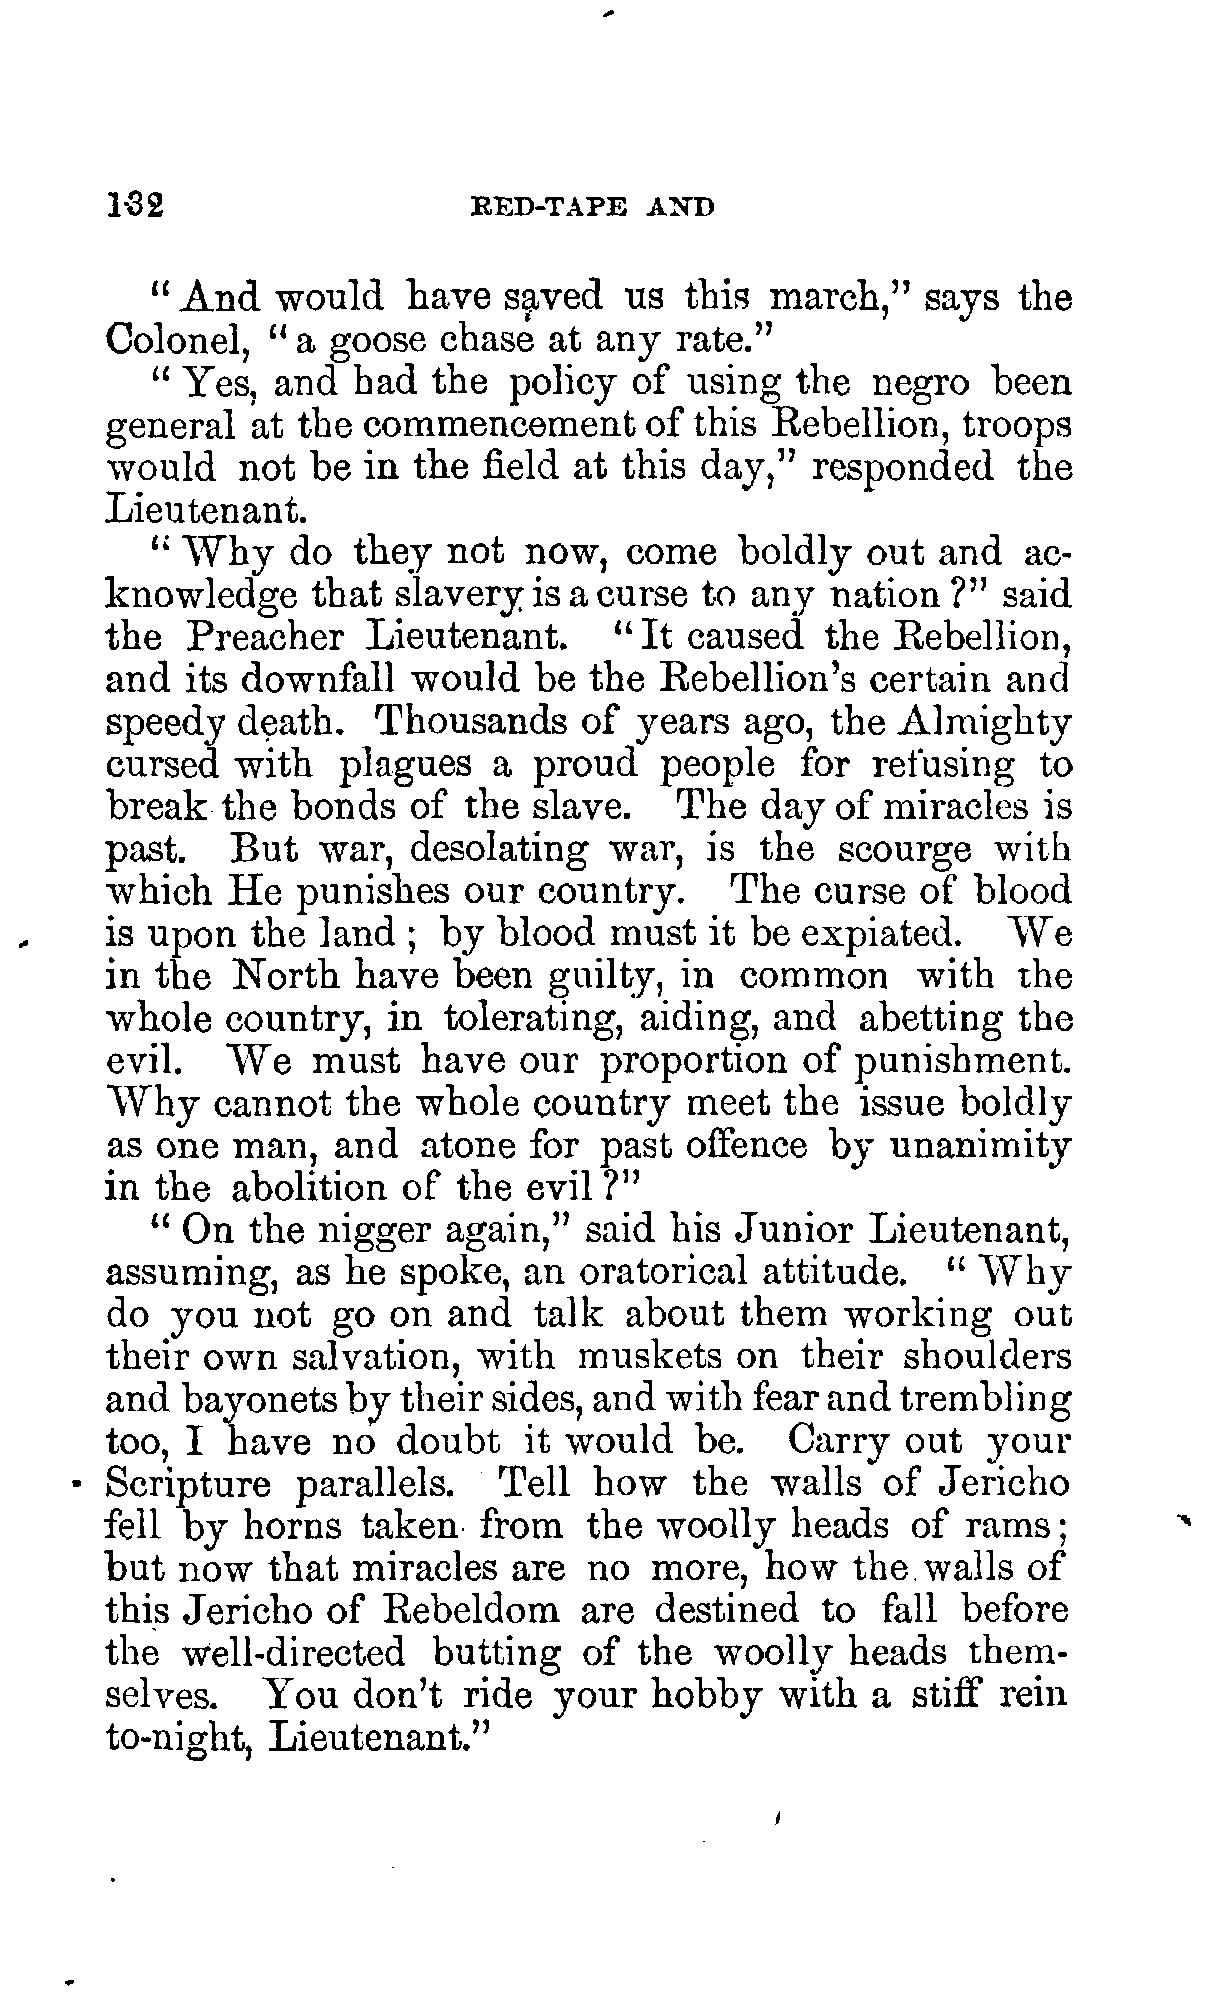 132 RED-TAPE AND
"And would have saved us this march," says the
Colonel, "a goose chase at any rate."
"Yes, and had the policy of using the negro been
general at the commencement of this Rebellion, troops
would not be in the field at this day," responded the
Lieutenant.
"Why do they not now, come boldly out and ac-
knowledge that slavery is a curse to any nation?" said
the Preacher Lieutenant. "It caused the Rebellion,
and its downfall would be the Rebellion's certain and
speedy death. Thousands of years ago, the Almighty
cursed with plagues a proud people for refusing to
break the bonds of the slave. The day of miracles is
past. But war, desolating war, is the scourge with
which He punishes our country. The curse of blood
is upon the land; by blood must it be expiated. We
in the North have been guilty, in common with the
whole country, in tolerating, aiding, and abetting the
evil. We must have our proportion of punishment.
Why cannot the whole country meet the issue boldly
as one man, and atone for past offence by unanimity
in the abolition of the evil?"
"On the nigger again," said his Junior Lieutenant,
assuming, as he spoke, an oratorical attitude. "Why
do you not go on and talk about them working out
their own salvation, with muskets on their shoulders
and bayonets by their sides, and with fear and trembling
too, I have no doubt it would be. Carry out your
Scripture parallels. Tell how the walls of Jericho
fell by horns taken from the woolly heads of rams;
but now that miracles are no more, how the walls of
this Jericho of Rebeldom are destined to fall before
the well-directed butting of the woolly heads them-
selves. You don't ride your hobby with a stiff rein
to-night, Lieutenant."